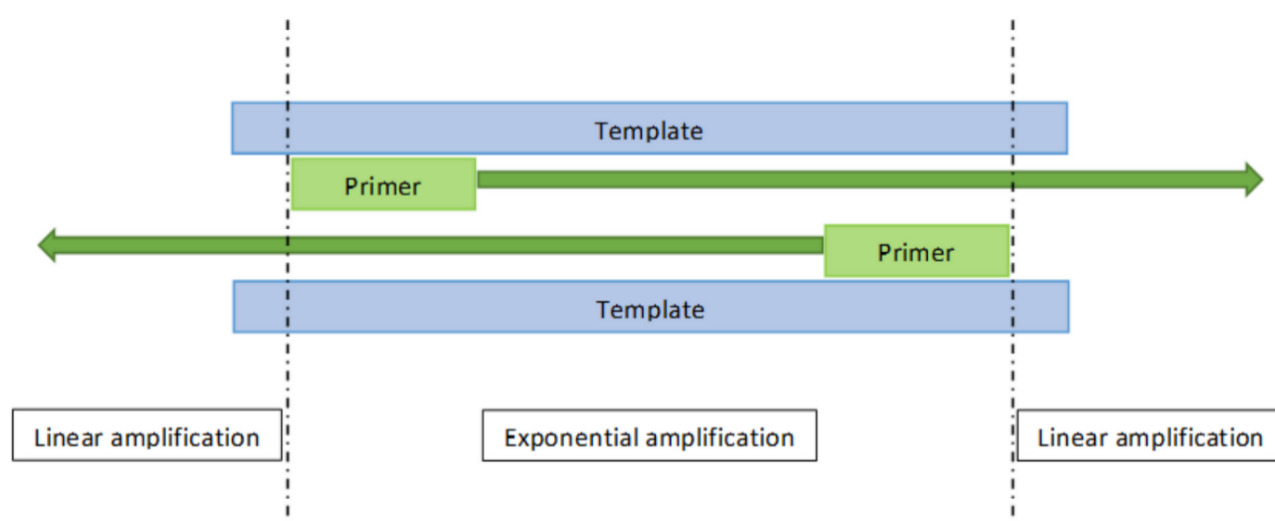 Template
Primer
Primer
Template
Linear amplification
Exponential amplification
Linear amplification